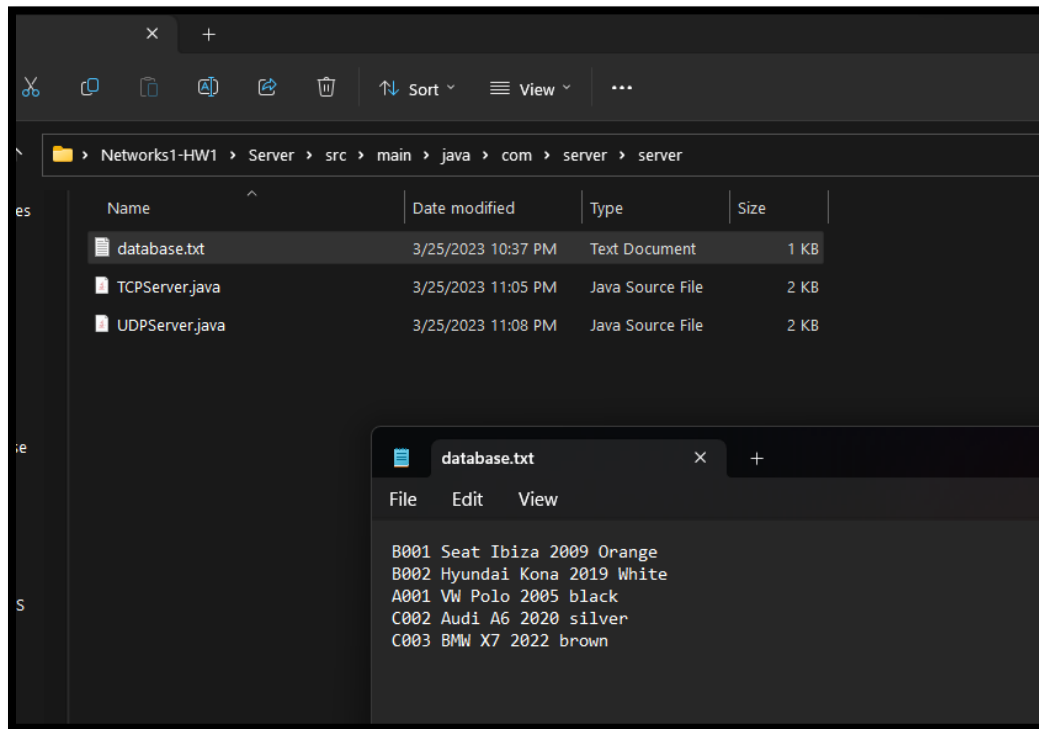 Sort
View
Networks1-HW1 > Server > src > main > java > com > server > server
es
Name Date modified Type Size
database.txt 3/25/2023 10:37 PM Text Document 1 KB
TCPServer.java 3/25/2023 11:05 PM Java Source File 2 KB
UDPServer.java 3/25/2023 11:08 PM Java Source File 2 KB
se
S
database.txt
File Edit View
B001 Seat Ibiza 2009 Orange
B002 Hyundai Kona 2019 White
A001 VW Polo 2005 black
C002 Audi A6 2020 silver
C003 BMW X7 2022 brown